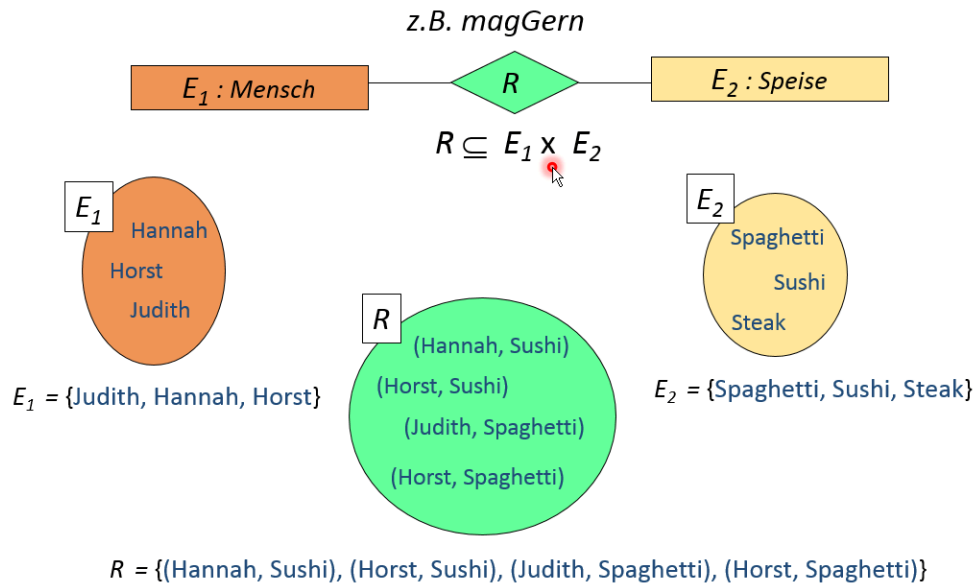 z.B. magGern
E₁ : Mensch
R
E₂ : Speise
R ⊆ E₁ x E₂
E₁
Hannah
Horst
Judith
E₂
Spaghetti
Sushi
Steak
R
(Hannah, Sushi)
(Horst, Sushi)
(Judith, Spaghetti)
(Horst, Spaghetti)
E₁ = {Judith, Hannah, Horst}
E₂ = {Spaghetti, Sushi, Steak}
R = {(Hannah, Sushi), (Horst, Sushi), (Judith, Spaghetti), (Horst, Spaghetti)}